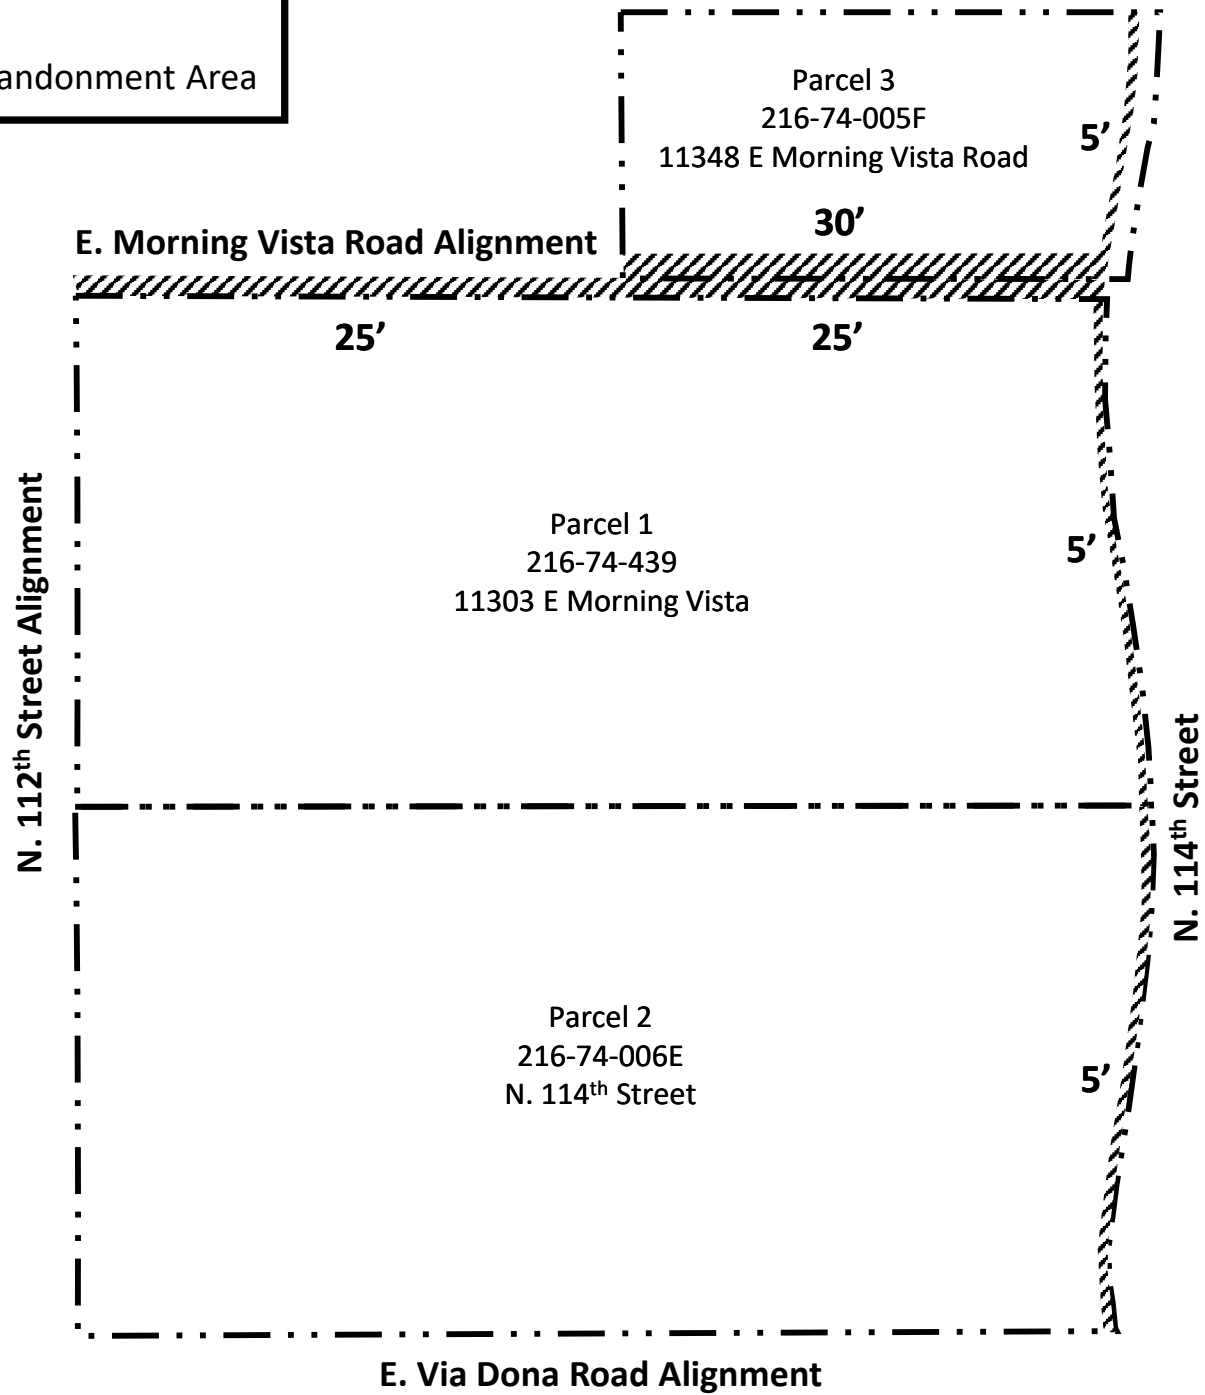 andonment Area
Parcel 3
216-74-005F
11348 E Morning Vista Road
5’
30’
E. Morning Vista Road Alignment
25’
25’
Parcel 1
216-74-439
11303 E Morning Vista
5’
N. 112th Street Alignment
N. 114th Street
Parcel 2
216-74-006E
N. 114th Street
5’
E. Via Dona Road Alignment